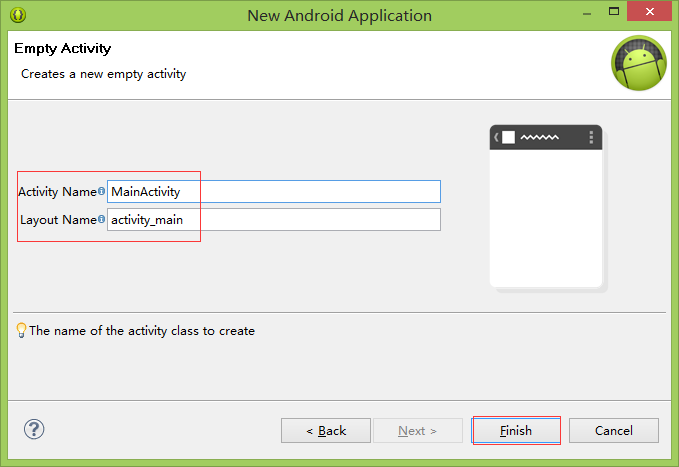 New Android Application
Empty Activity
Creates a new empty activity
Activity Name MainActivity
Layout Name activity_main
The name of the activity class to create
? < Back Next > Finish Cancel